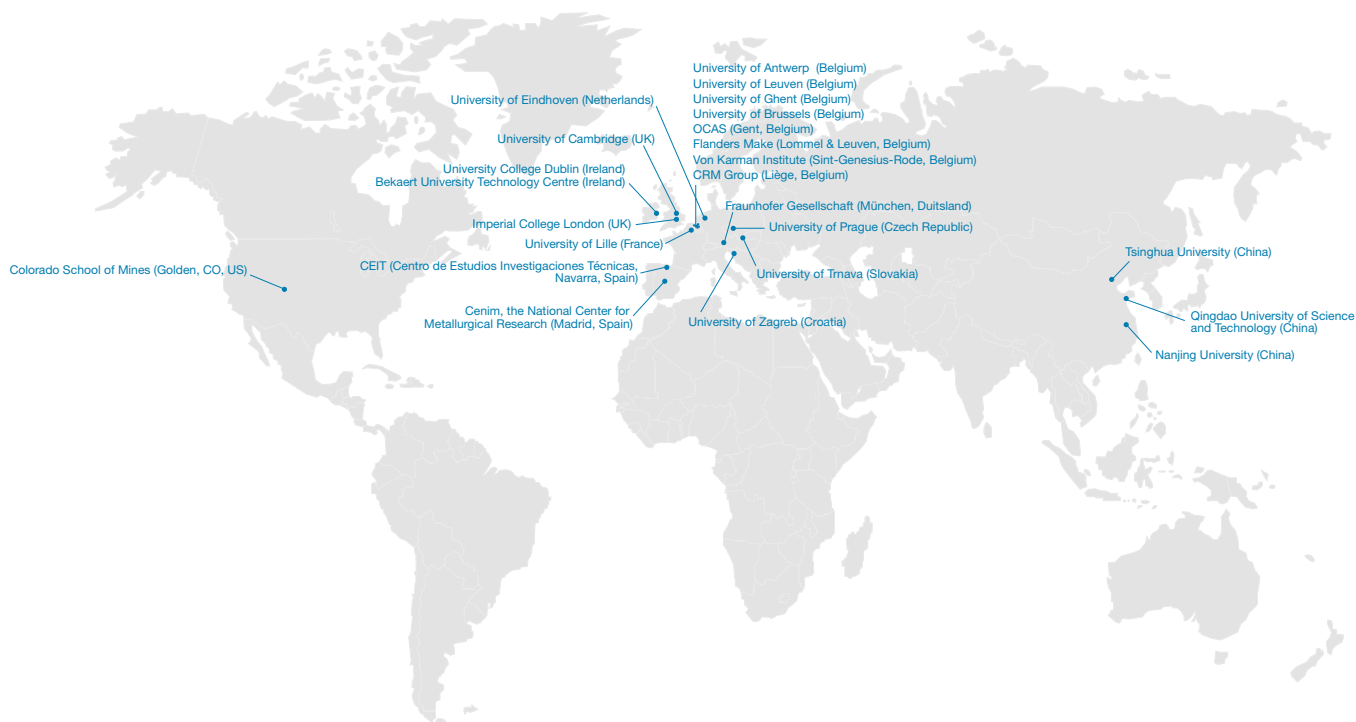 University of Antwerp (Belgium)
University of Leuven (Belgium)
University of Ghent (Belgium)
University of Brussels (Belgium)
OCAS (Gent, Belgium)
Flanders Make (Lommel & Leuven, Belgium)
Von Karman Institute (Sint-Genesius-Rode, Belgium)
CRM Group (Liège, Belgium)
University of Eindhoven (Netherlands)
University of Cambridge (UK)
University College Dublin (Ireland)
Bekaert University Technology Centre (Ireland)
Imperial College London (UK)
University of Lille (France)
CEIT (Centro de Estudios Investigaciones Técnicas,
Navarra, Spain)
Cenim, the National Center for
Metallurgical Research (Madrid, Spain)
Colorado School of Mines (Golden, CO, US)
Fraunhofer Gesellschaft (München, Duitsland)
University of Prague (Czech Republic)
University of Trnava (Slovakia)
University of Zagreb (Croatia)
Tsinghua University (China)
Qingdao University of Science
and Technology (China)
Nanjing University (China)